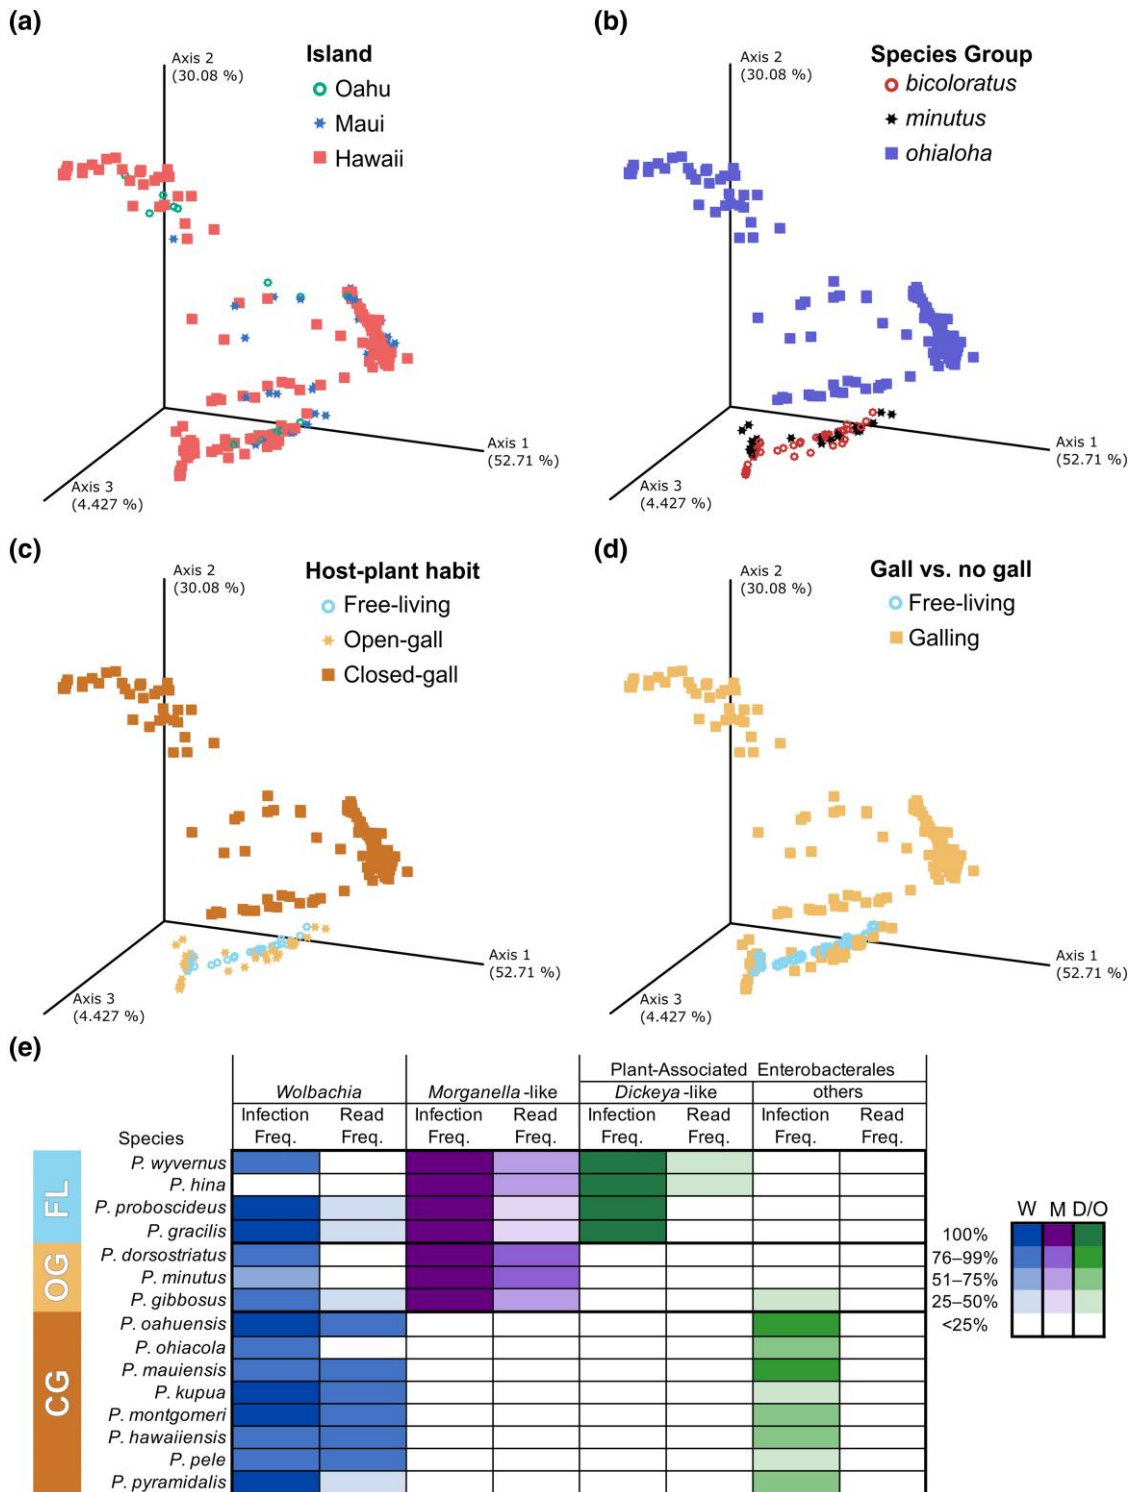 (a)
Axis 2
(30.08 %)
Island
Oahu
Maui
Hawaii
Axis 1
(52.71 %)
Axis 3
(4.427 %)
(b)
Axis 2
(30.08 %)
Species Group
bicoloratus
minutus
ohialoha
Axis 1
(52.71 %)
Axis 3
(4.427 %)
(c)
Axis 2
(30.08 %)
Host-plant habit
Free-living
Open-gall
Closed-gall
Axis 1
(52.71 %)
Axis 3
(4.427 %)
(d)
Axis 2
(30.08 %)
Gall vs. no gall
Free-living
Galling
Axis 1
(52.71 %)
Axis 3
(4.427 %)
(e)
Plant-Associated Enterobacterales
Wolbachia Morganella-like Dickeya-like others
Infection Read Infection Read Infection Read Infection Read
Species Freq. Freq. Freq. Freq. Freq. Freq. Freq. Freq.
FL
P. wyvernus
P. hina
P. proboscideus
P. gracilis
OG
P. dorsostriatus
P. minutus
P. gibbosus
CG
P. oahuensis
P. ohiacola
P. mauiensis
P. kupua
P. montgomeri
P. hawaiiensis
P. pele
P. pyramidalis
W M D/O
100%
76–99%
51–75%
25–50%
<25%